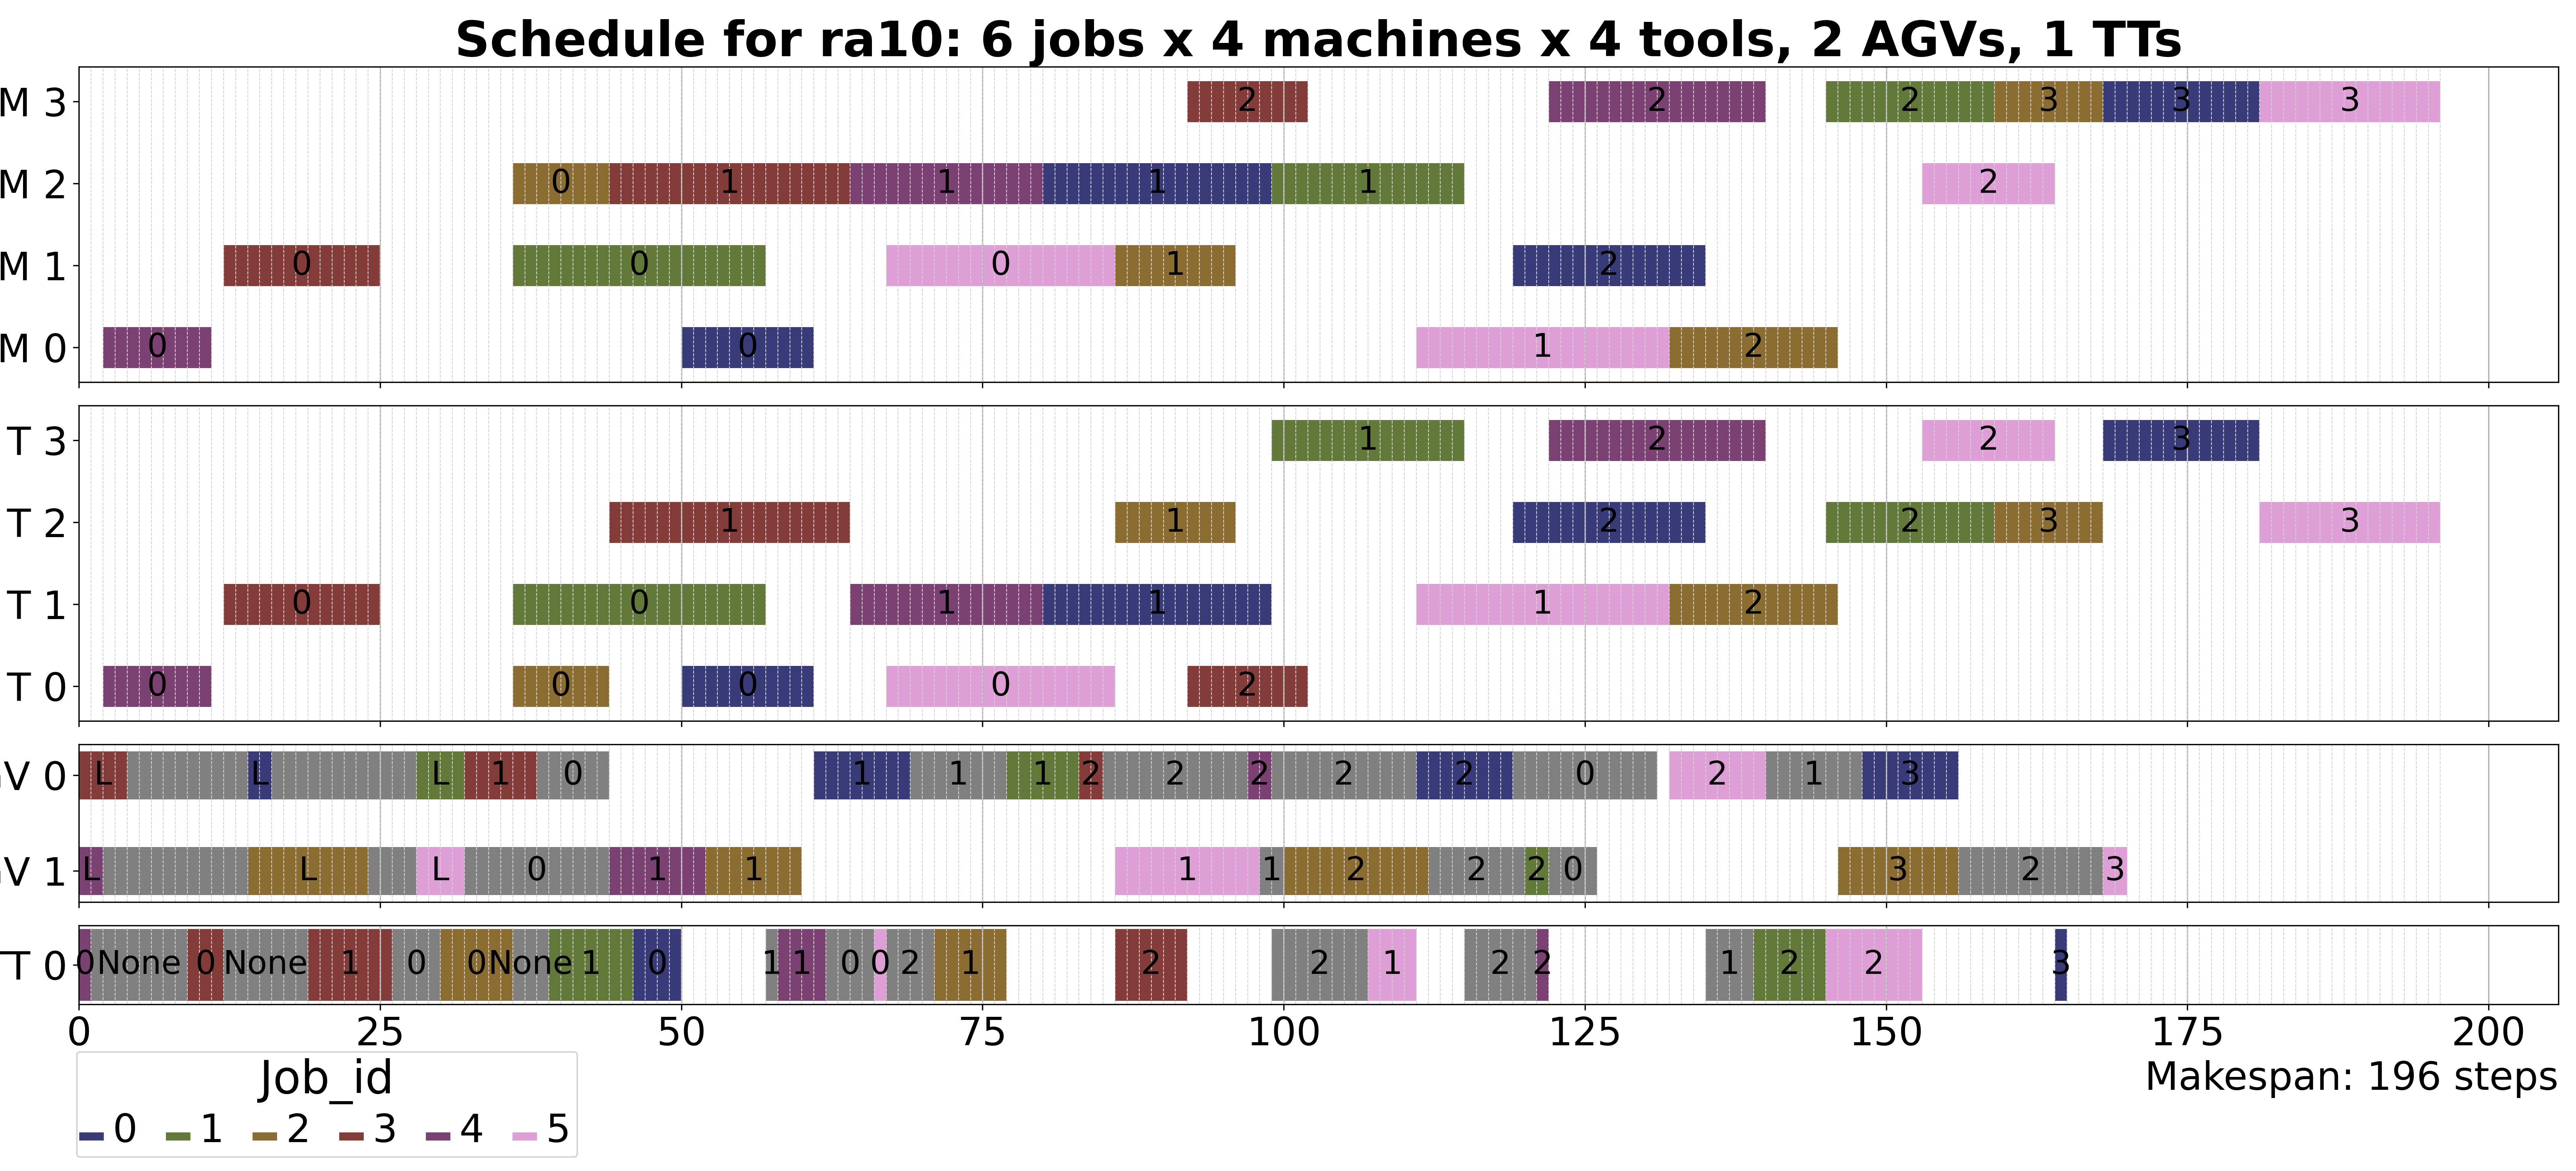 Schedule for ra10: 6 jobs x 4 machines x 4 tools, 2 AGVs, 1 TTs
M 3 2 2 2 3 3 3
M 2 0 1 1 1 1 2
M 1 0 0 0 1 2
M 0 0 0 1 2
T 3 1 2 2 3
T 2 1 1 2 2 3 3
T 1 0 0 1 1 1 2
T 0 0 0 0 0 2
V 0 L L L 1 0 1 1 1 2 2 2 2 2 0 2 1 3
V 1 L L L 0 1 1 1 1 2 2 2 0 3 2 3
T 0 0 None 0 None 1 0 0 None 1 0 1 1 0 0 2 1 2 2 1 2 2 1 2 2 3
0 25 50 75 100 125 150 175 200
Makespan: 196 steps
Job_id
0 1 2 3 4 5